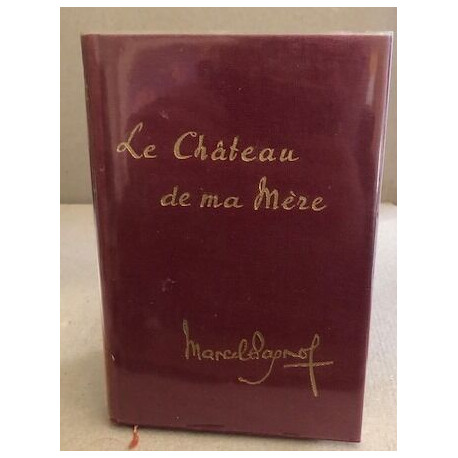 Le Château
de ma Mère
Marcel Pagnol